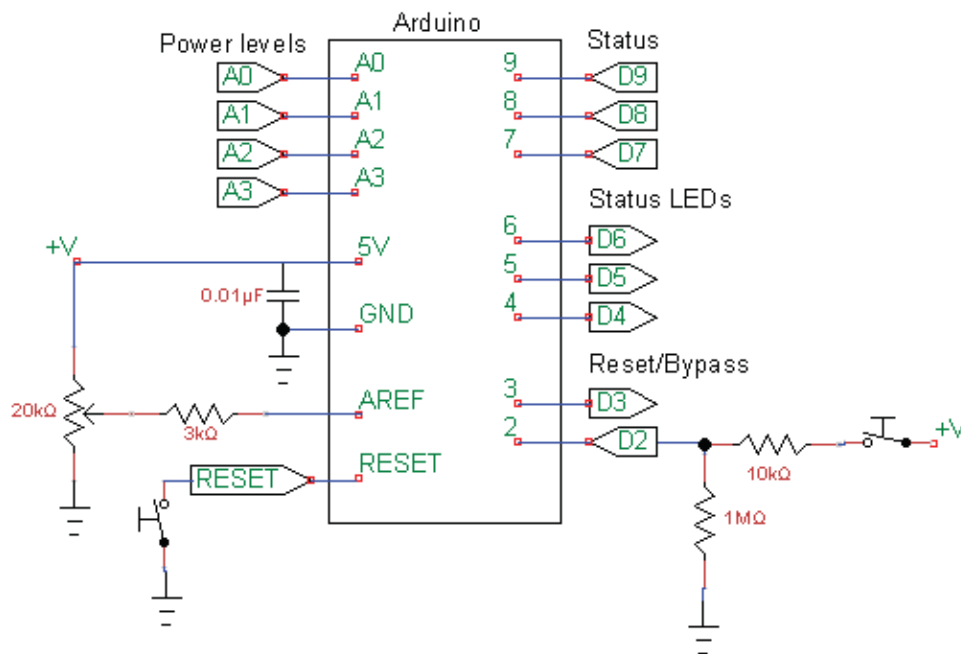 Arduino
Power levels
Status
A0 A0 9 D9
A1 A1 8 D8
A2 A2 7 D7
A3 A3
Status LEDs
6 D6
+V 5V
5 D5
0.01µF
4 D4
GND
Reset/Bypass
3 D3
20kΩ AREF
3kΩ
2 D2 +V
10kΩ
RESET RESET
1MΩ